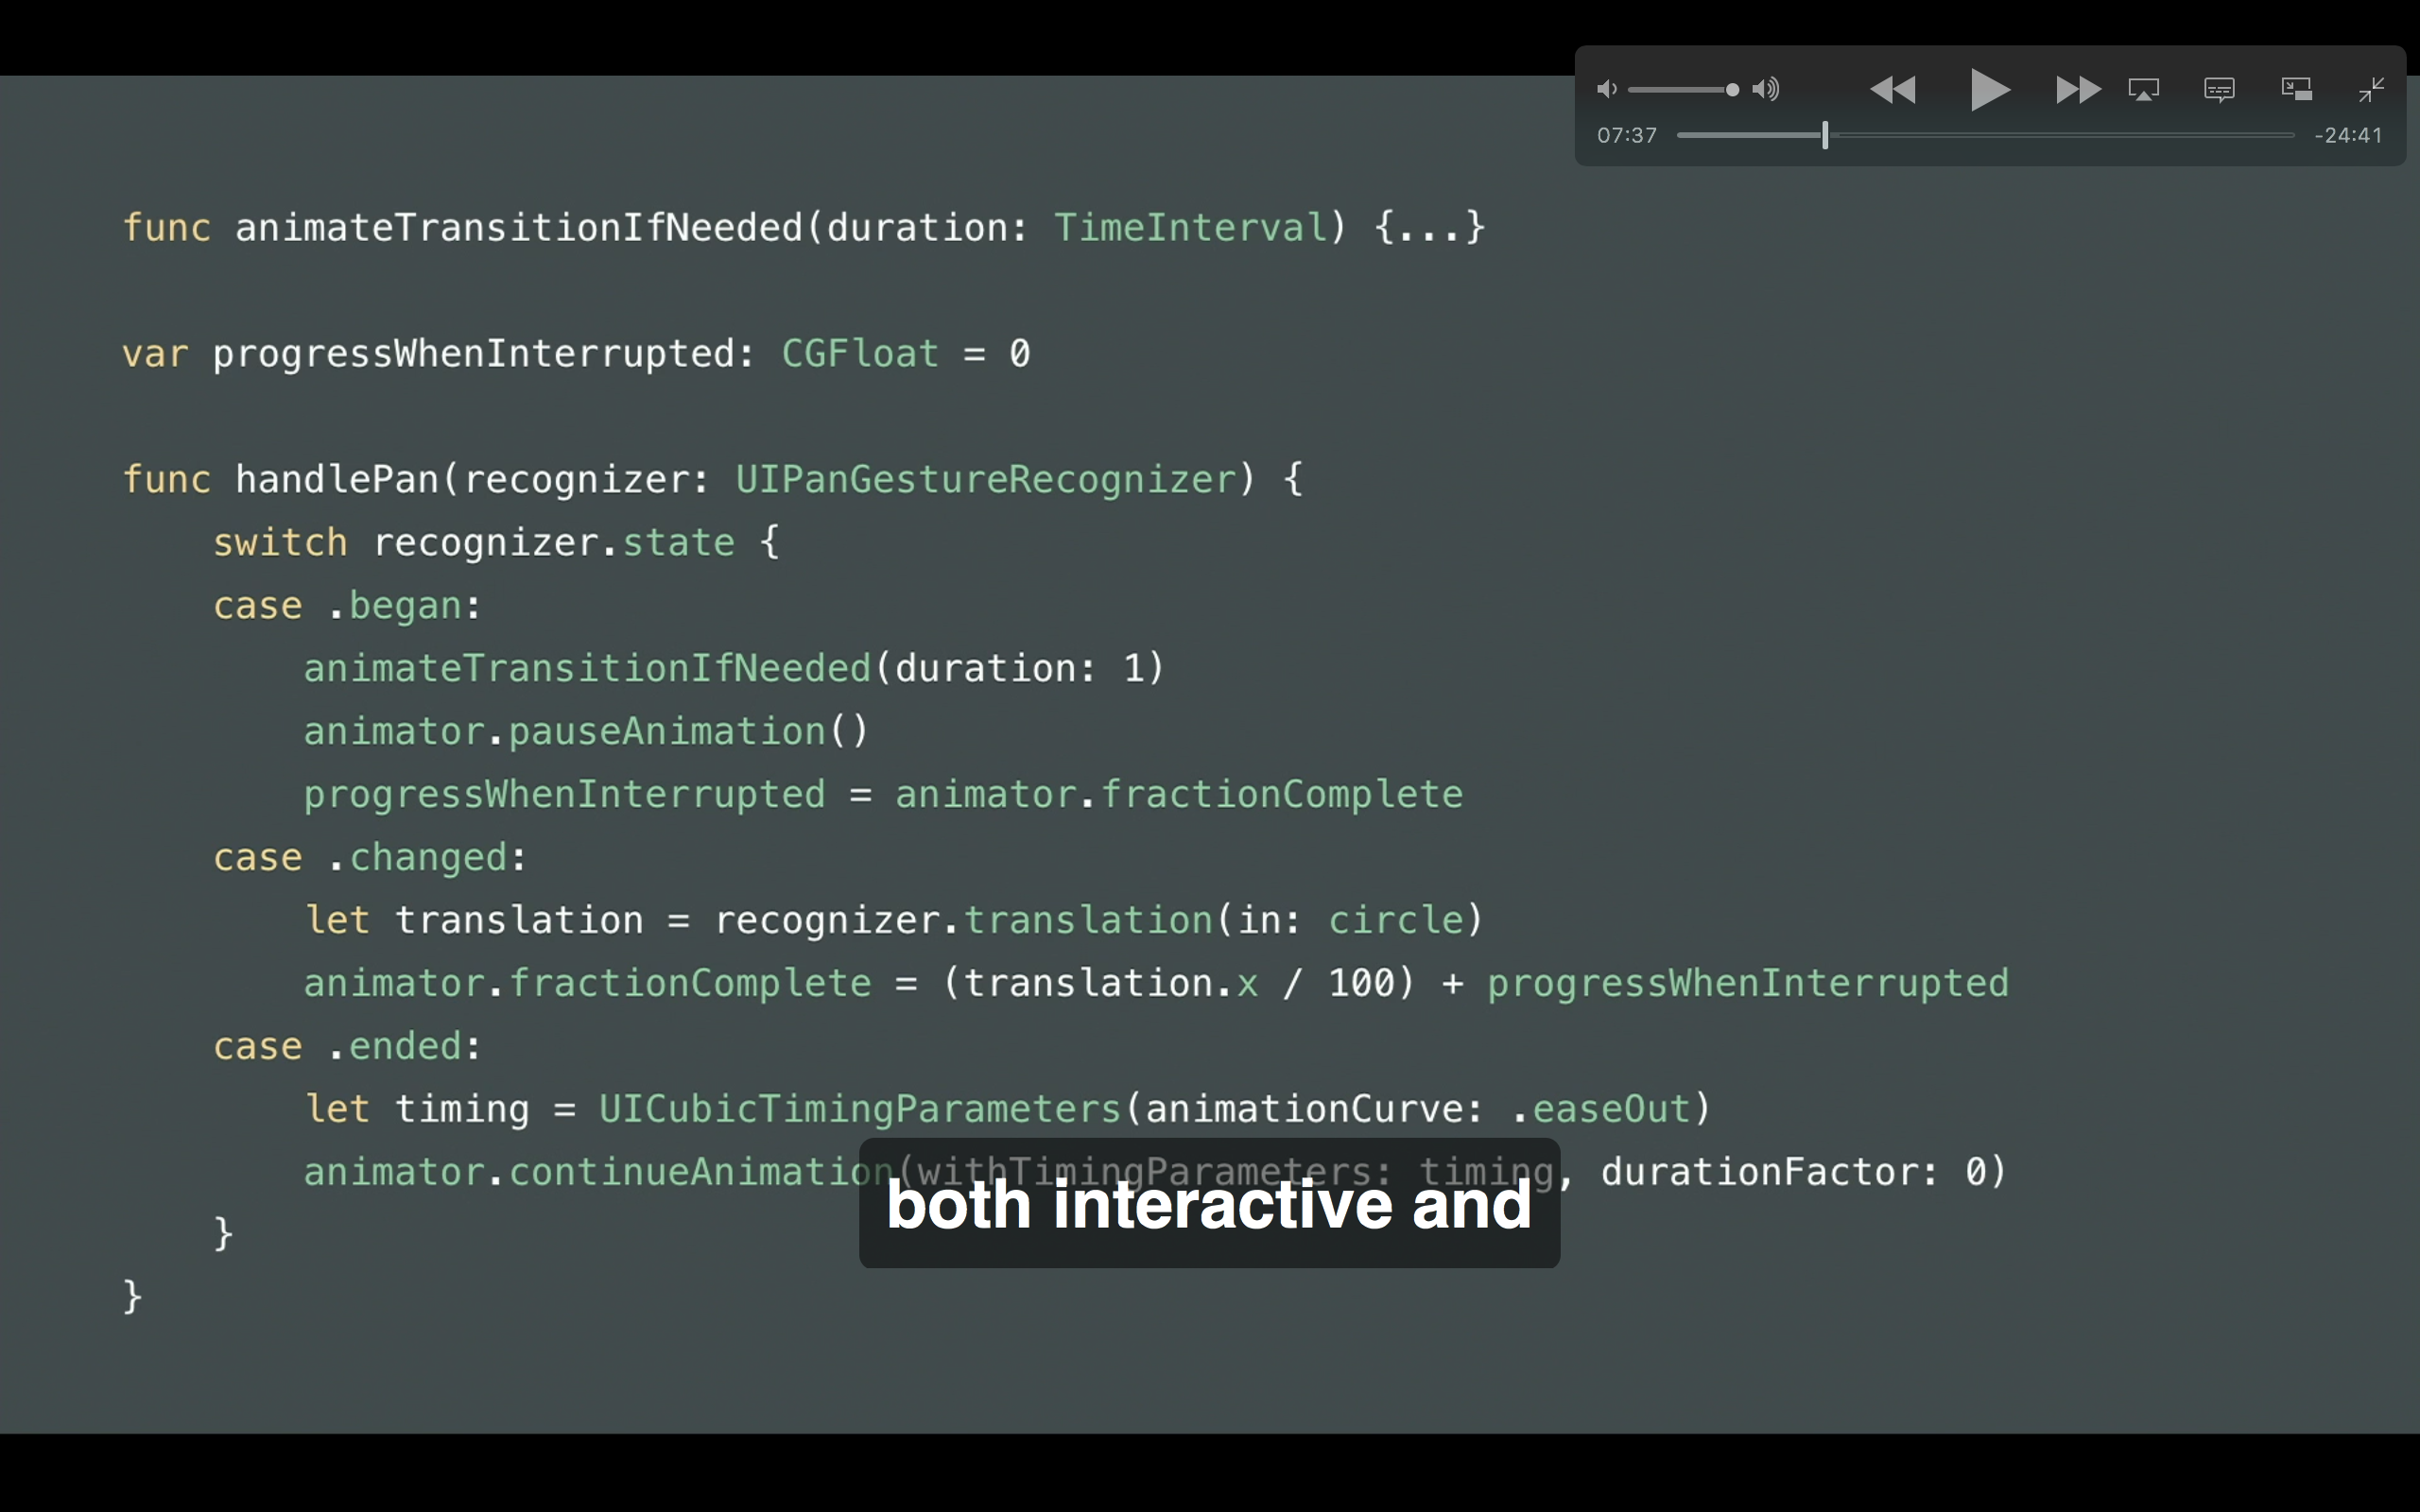 07:37
-24:41
func animateTransitionIfNeeded(duration: TimeInterval) {...}
var progressWhenInterrupted: CGFloat = 0
func handlePan(recognizer: UIPanGestureRecognizer) {
switch recognizer.state {
case .began:
animateTransitionIfNeeded(duration: 1)
animator.pauseAnimation()
progressWhenInterrupted = animator.fractionComplete
case .changed:
let translation = recognizer.translation(in: circle)
animator.fractionComplete = (translation.x / 100) + progressWhenInterrupted
case .ended:
let timing = UICubicTimingParameters(animationCurve: .easeOut)
animator.continueAnimation(withTimingParameters: timing, durationFactor: 0)
both interactive and
}
}